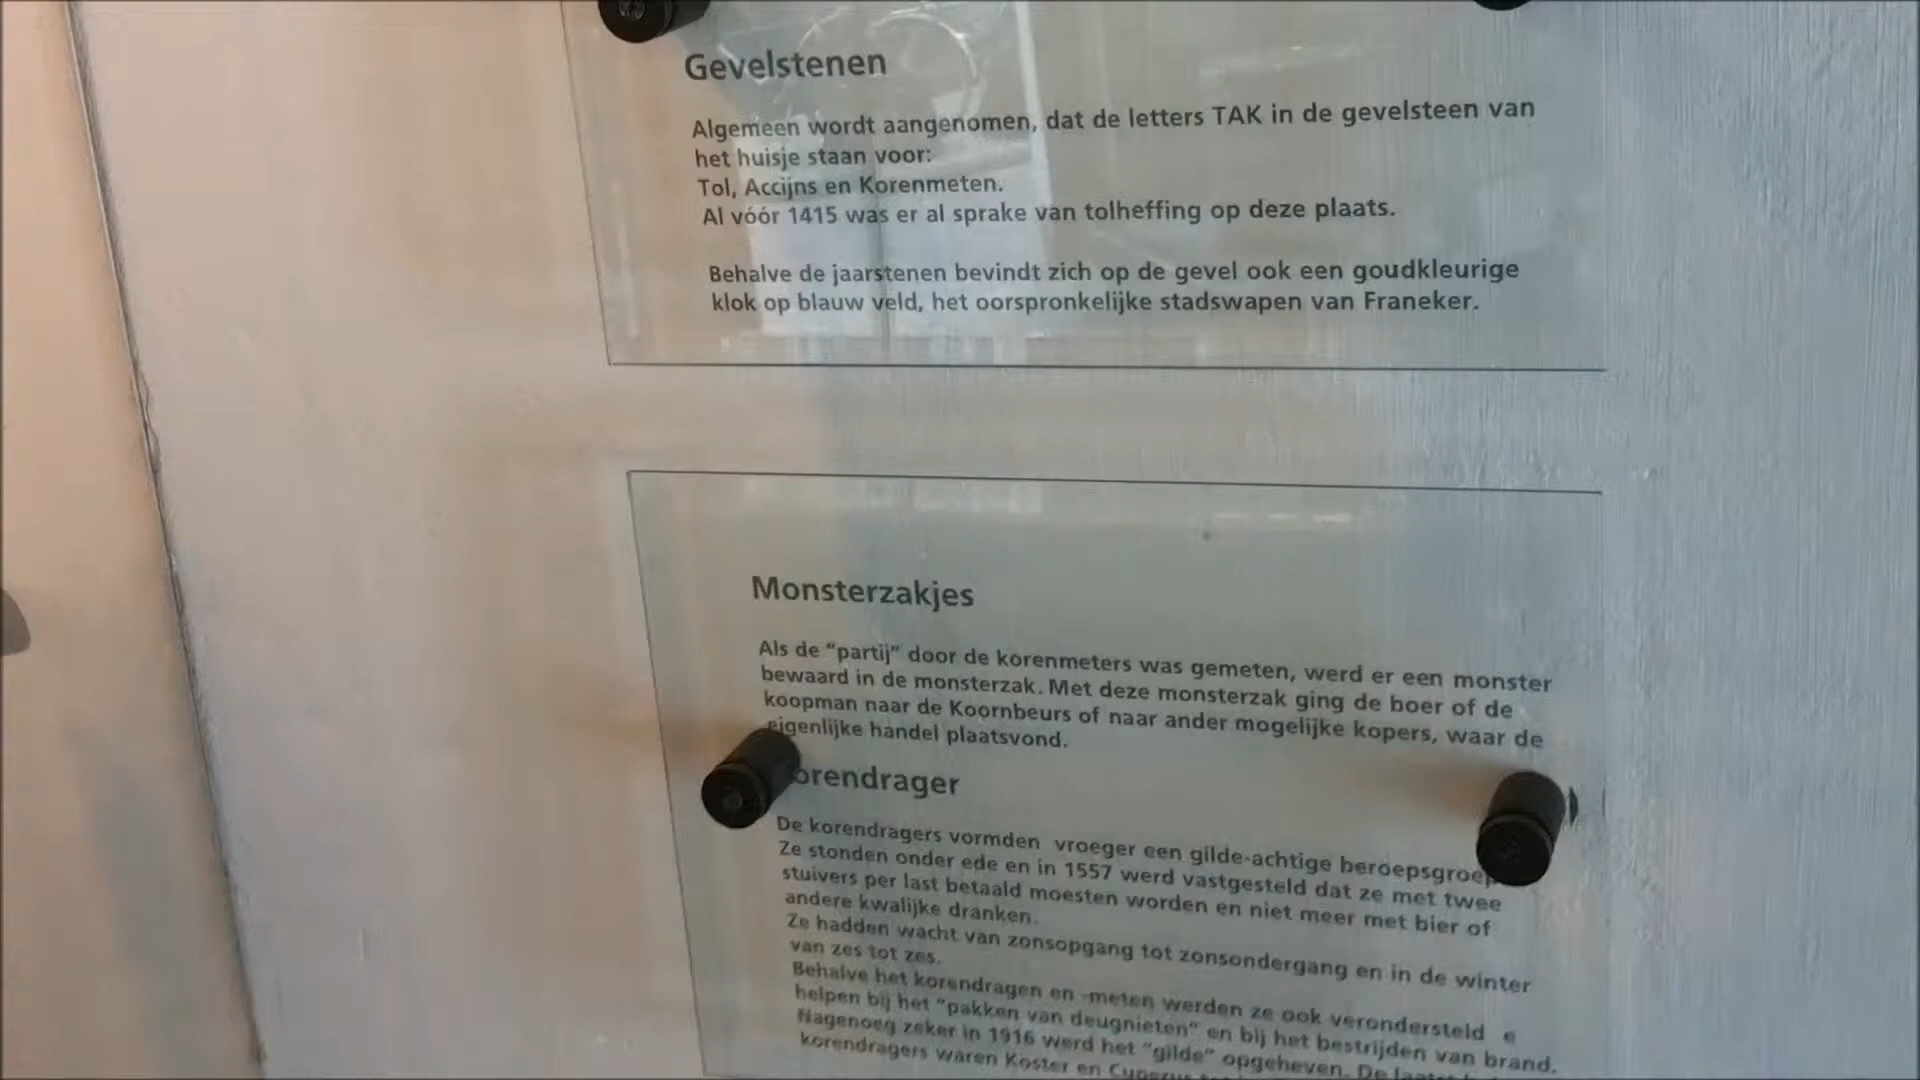 Gevelstenen
Algemeen wordt aangenomen, dat de letters TAK in de gevelsteen van
het huisje staan voor:
Tol, Accijns en Korenmeten.
Al vóór 1415 was er al sprake van tolheffing op deze plaats.
Behalve de jaarstenen bevindt zich op de gevel ook een goudkleurige
klok op blauw veld, het oorspronkelijke stadswapen van Franeker.
Monsterzakjes
Als de "partij" door de korenmeters was gemeten, werd er een monster
bewaard in de monsterzak. Met deze monsterzak ging de boer of de
koopman naar de Koornbeurs of naar ander mogelijke kopers, waar de
eigenlijke handel plaatsvond.
orendrager
De korendragers vormden vroeger een gilde-achtige beroepsgroep
Ze stonden onder ede en in 1557 werd vastgesteld dat ze met twee
stuivers per last betaald moesten worden en niet meer met bier of
andere kwalijke dranken.
Ze hadden wacht van zonsopgang tot zonsondergang en in de winter
van zes tot zes.
Behalve het korendragen en -meten werden ze ook verondersteld e
helpen bij het "pakken van deugnieten" en bij het bestrijden van brand.
Nagenoeg zeker in 1916 werd het "gilde" opgeheven. De
korendragers waren Koster en